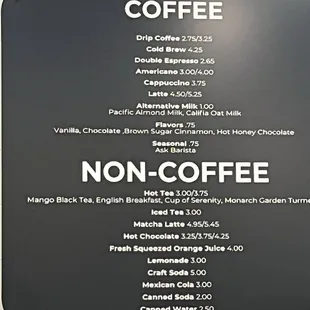 COFFEE
Drip Coffee 2.75/3.25
Cold Brew 4.25
Double Espresso 2.65
Americano 3.00/4.00
Cappuccino 3.75
Latte 4.50/5.25
Alternative Milk 1.00
Pacific Almond Milk, Califia Oat Milk
Flavors .75
Vanilla, Chocolate ,Brown Sugar Cinnamon, Hot Honey Chocolate
Seasonal .75
Ask Barista
NON-COFFEE
Hot Tea 3.00/3.75
Mango Black Tea, English Breakfast, Cup of Serenity, Monarch Garden Turme
Iced Tea 3.00
Matcha Latte 4.95/5.45
Hot Chocolate 3.25/3.75/4.25
Fresh Squeezed Orange Juice 4.00
Lemonade 3.00
Craft Soda 5.00
Mexican Cola 3.00
Canned Soda 2.00
Canned Water 2.50